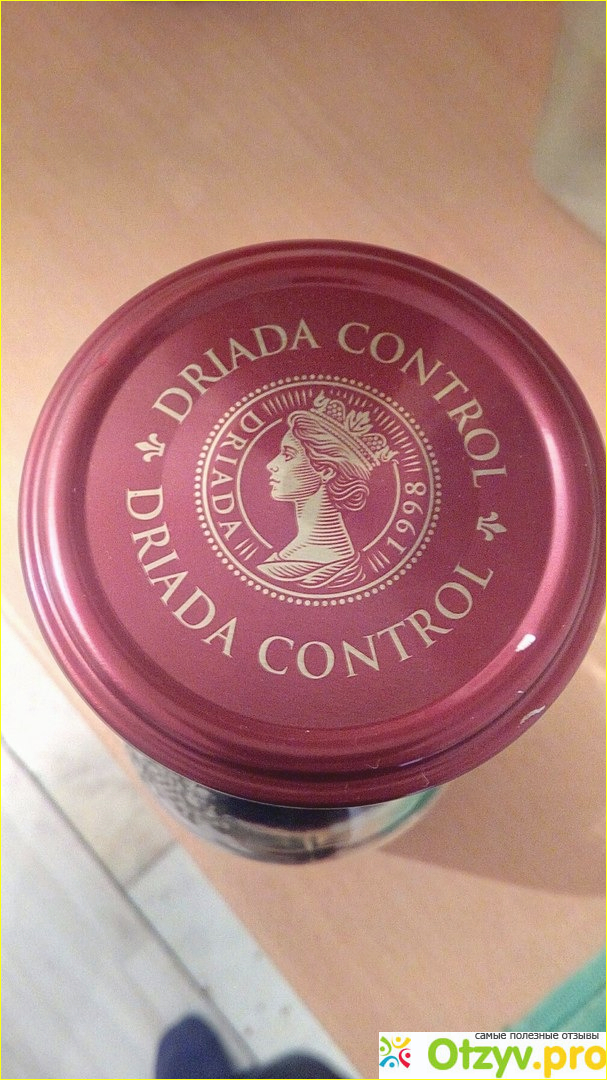 DRIADA CONTROL
DRIADA
1998
DRIADA CONTROL
самые полезные отзывы
Otzyv.pro